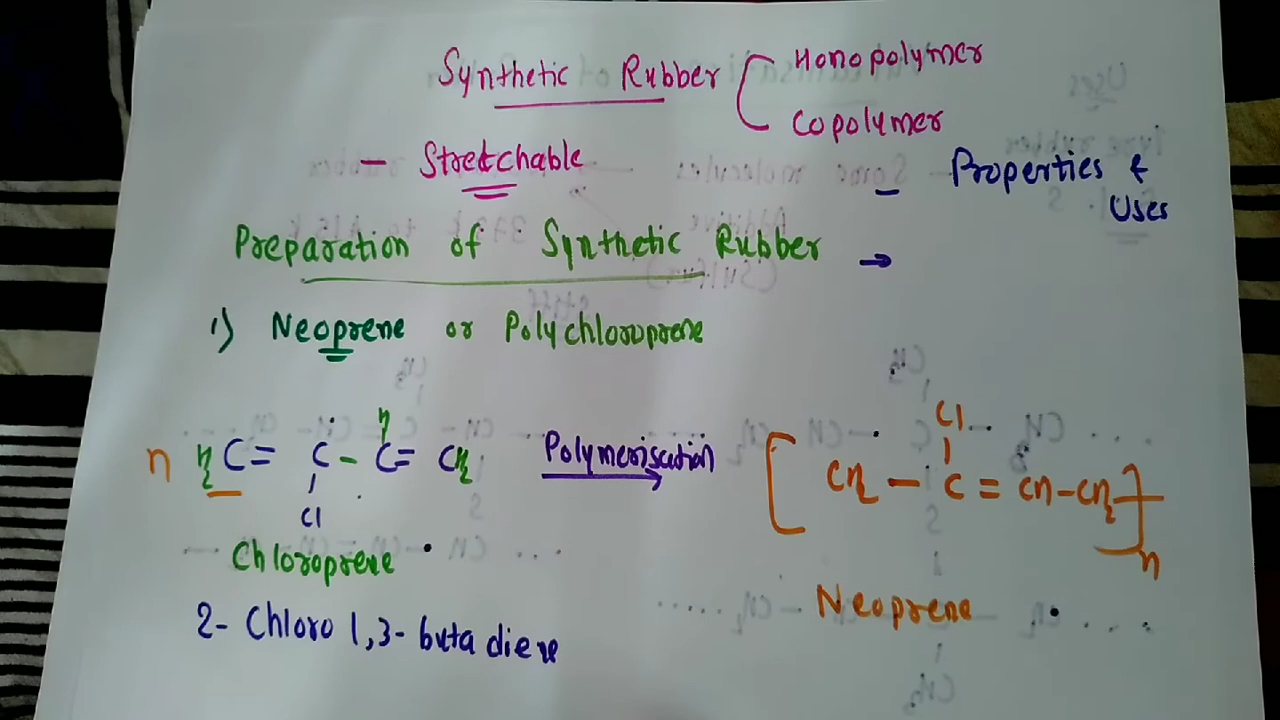 Synthetic Rubber
Homopolymer
Copolymer
- Stretchable
- Properties & Uses
Preparation of Synthetic Rubber →
1) Neoprene or Polychloroprene
n H2C = C - C = CH2
H
Cl
Polymerisation
[ CH2 - C = CH - CH2 ]n
Cl
Chloroprene
Neoprene
2- Chloro 1,3- butadiene